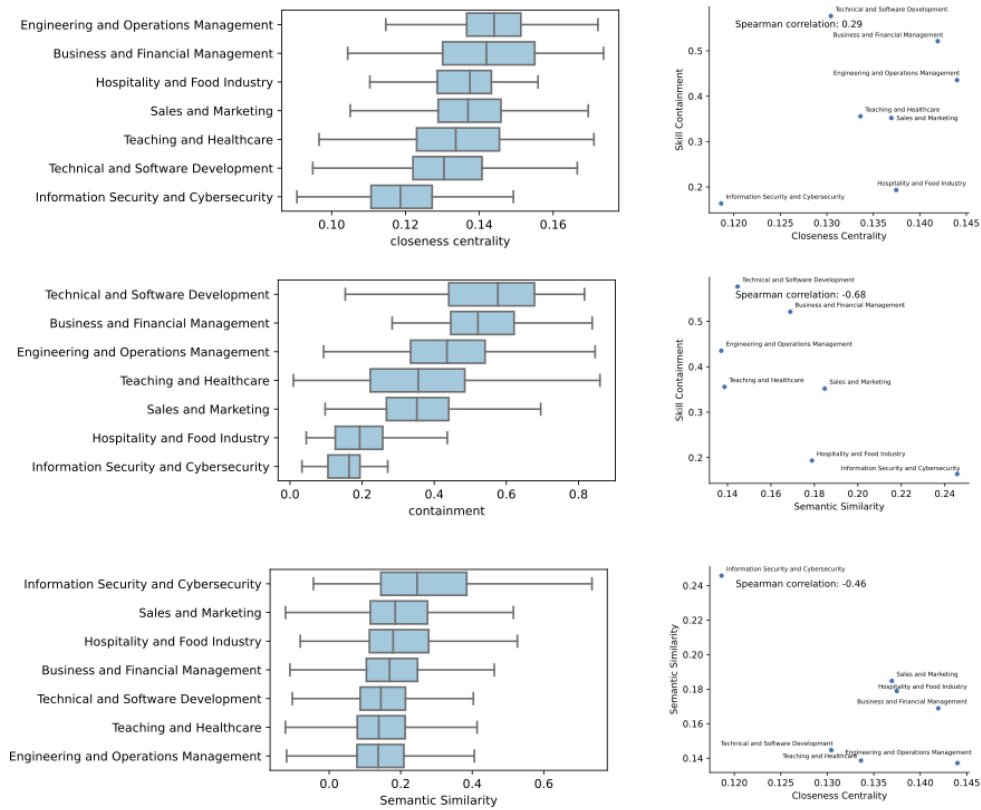 Engineering and Operations Management
Business and Financial Management
Hospitality and Food Industry
Sales and Marketing
Teaching and Healthcare
Technical and Software Development
Information Security and Cybersecurity
0.10 0.12 0.14 0.16
closeness centrality
Technical and Software Development
Spearman correlation: 0.29
Business and Financial Management
Engineering and Operations Management
Teaching and Healthcare
Sales and Marketing
Hospitality and Food Industry
Information Security and Cybersecurity
Skill Containment
0.5
0.4
0.3
0.2
0.120 0.125 0.130 0.135 0.140 0.145
Closeness Centrality
Technical and Software Development
Business and Financial Management
Engineering and Operations Management
Teaching and Healthcare
Sales and Marketing
Hospitality and Food Industry
Information Security and Cybersecurity
0.0 0.2 0.4 0.6 0.8
containment
Technical and Software Development
Spearman correlation: -0.68
Business and Financial Management
Engineering and Operations Management
Teaching and Healthcare
Sales and Marketing
Hospitality and Food Industry
Information Security and Cybersecurity
Skill Containment
0.5
0.4
0.3
0.2
0.14 0.16 0.18 0.20 0.22 0.24
Semantic Similarity
Information Security and Cybersecurity
Sales and Marketing
Hospitality and Food Industry
Business and Financial Management
Technical and Software Development
Teaching and Healthcare
Engineering and Operations Management
0.0 0.2 0.4 0.6
Semantic Similarity
Information Security and Cybersecurity
Spearman correlation: -0.46
Sales and Marketing
Hospitality and Food Industry
Business and Financial Management
Technical and Software Development
Teaching and Healthcare
Engineering and Operations Management
Semantic Similarity
0.24
0.22
0.20
0.18
0.16
0.14
0.120 0.125 0.130 0.135 0.140 0.145
Closeness Centrality